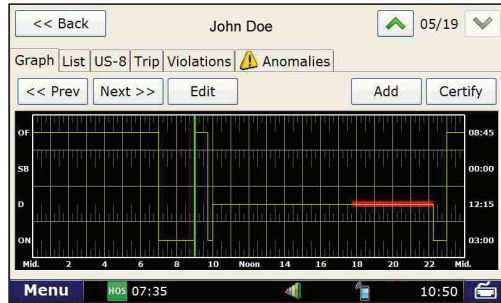 << Back John Doe 05/19
Graph List US-8 Trip Violations Anomalies
<< Prev Next >> Edit Add Certify
OF 08:45
SB 00:00
D 12:15
ON 03:00
Mid. 2 4 6 8 10 Noon 14 16 18 20 22 Mid.
Menu HOS 07:35 10:50